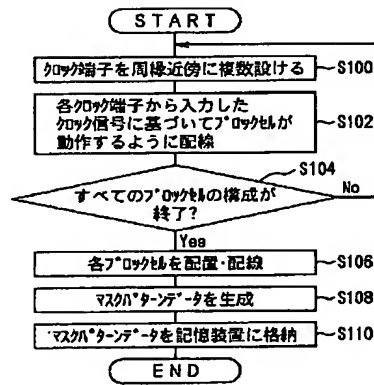 START
クロック端子を周縁近傍に複数設ける
S100
各クロック端子から入力した
クロック信号に基づいてブロックセルが
動作するように配線
S102
S104
すべてのブロックセルの構成が
終了?
No
Yes
各ブロックセルを配置・配線
S106
マスクパターンデータを生成
S108
マスクパターンデータを記憶装置に格納
S110
END